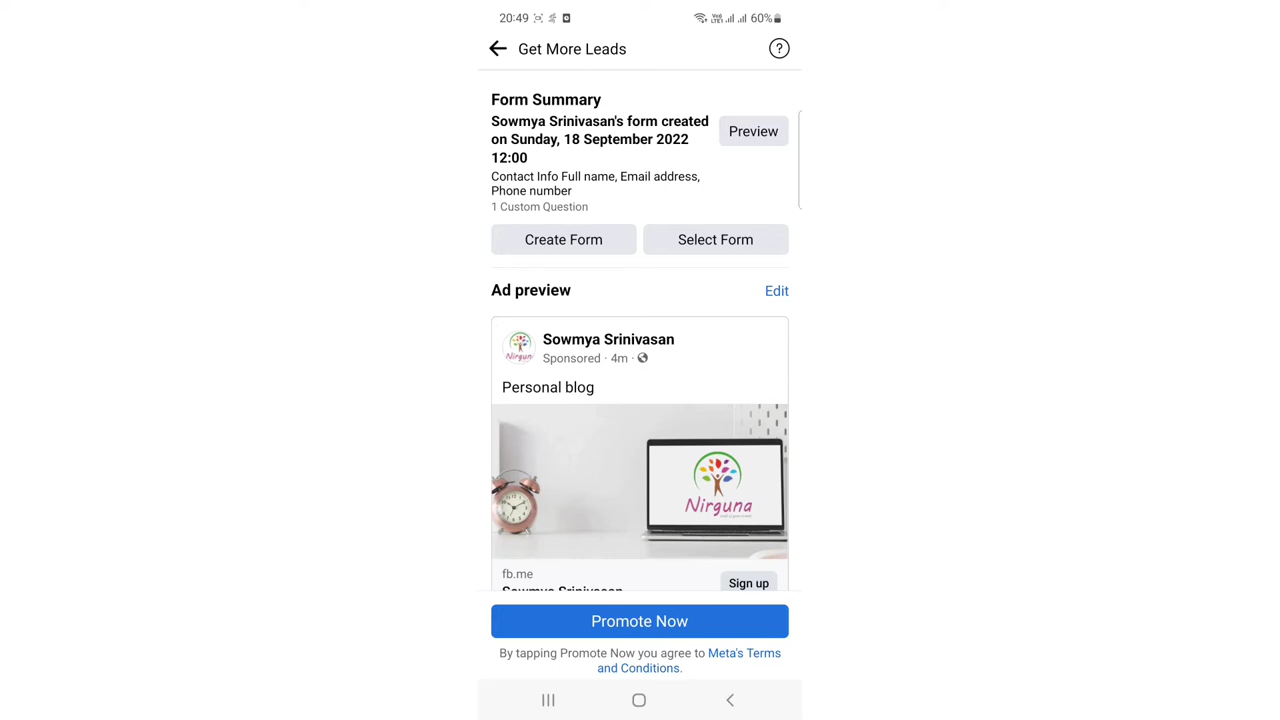 20:49 60%
Get More Leads ?
Form Summary
Sowmya Srinivasan's form created
on Sunday, 18 September 2022
12:00
Preview
Contact Info Full name, Email address,
Phone number
1 Custom Question
Create Form Select Form
Ad preview Edit
Nirguna
Sowmya Srinivasan
Sponsored · 4m ·
Personal blog
Nirguna
fb.me
Sowmya Srinivasan
Sign up
Promote Now
By tapping Promote Now you agree to Meta's Terms
and Conditions.